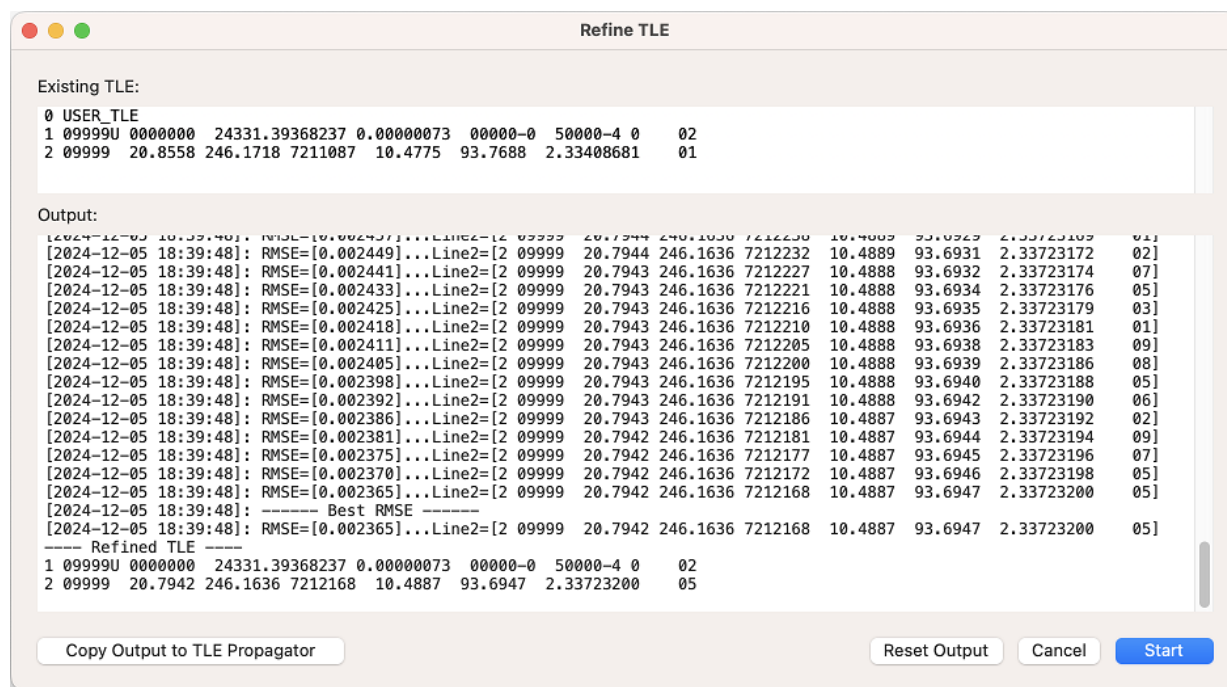 Refine TLE
Existing TLE:
0 USER_TLE
1 09999U 0000000  24331.39368237 0.00000073  00000-0  50000-4 0    02
2 09999  20.8558 246.1718 7211087  10.4775  93.7688  2.33408681    01
Output:
[2024-12-05 18:39:48]: RMSE=[0.002449]...Line2=[2 09999  20.7944 246.1636 7212232  10.4889  93.6931  2.33723172    02]
[2024-12-05 18:39:48]: RMSE=[0.002441]...Line2=[2 09999  20.7943 246.1636 7212227  10.4888  93.6932  2.33723174    07]
[2024-12-05 18:39:48]: RMSE=[0.002433]...Line2=[2 09999  20.7943 246.1636 7212221  10.4888  93.6934  2.33723176    05]
[2024-12-05 18:39:48]: RMSE=[0.002425]...Line2=[2 09999  20.7943 246.1636 7212216  10.4888  93.6935  2.33723179    03]
[2024-12-05 18:39:48]: RMSE=[0.002418]...Line2=[2 09999  20.7943 246.1636 7212210  10.4888  93.6936  2.33723181    01]
[2024-12-05 18:39:48]: RMSE=[0.002411]...Line2=[2 09999  20.7943 246.1636 7212205  10.4888  93.6938  2.33723183    09]
[2024-12-05 18:39:48]: RMSE=[0.002405]...Line2=[2 09999  20.7943 246.1636 7212200  10.4888  93.6939  2.33723186    08]
[2024-12-05 18:39:48]: RMSE=[0.002398]...Line2=[2 09999  20.7943 246.1636 7212195  10.4888  93.6940  2.33723188    05]
[2024-12-05 18:39:48]: RMSE=[0.002392]...Line2=[2 09999  20.7943 246.1636 7212191  10.4888  93.6942  2.33723190    06]
[2024-12-05 18:39:48]: RMSE=[0.002386]...Line2=[2 09999  20.7943 246.1636 7212186  10.4887  93.6943  2.33723192    02]
[2024-12-05 18:39:48]: RMSE=[0.002381]...Line2=[2 09999  20.7942 246.1636 7212181  10.4887  93.6944  2.33723194    09]
[2024-12-05 18:39:48]: RMSE=[0.002375]...Line2=[2 09999  20.7942 246.1636 7212177  10.4887  93.6945  2.33723196    07]
[2024-12-05 18:39:48]: RMSE=[0.002370]...Line2=[2 09999  20.7942 246.1636 7212172  10.4887  93.6946  2.33723198    05]
[2024-12-05 18:39:48]: RMSE=[0.002365]...Line2=[2 09999  20.7942 246.1636 7212168  10.4887  93.6947  2.33723200    05]
[2024-12-05 18:39:48]: ------ Best RMSE ------
[2024-12-05 18:39:48]: RMSE=[0.002365]...Line2=[2 09999  20.7942 246.1636 7212168  10.4887  93.6947  2.33723200    05]
---- Refined TLE ----
1 09999U 0000000  24331.39368237 0.00000073  00000-0  50000-4 0    02
2 09999  20.7942 246.1636 7212168  10.4887  93.6947  2.33723200    05
Copy Output to TLE Propagator
Reset Output
Cancel
Start